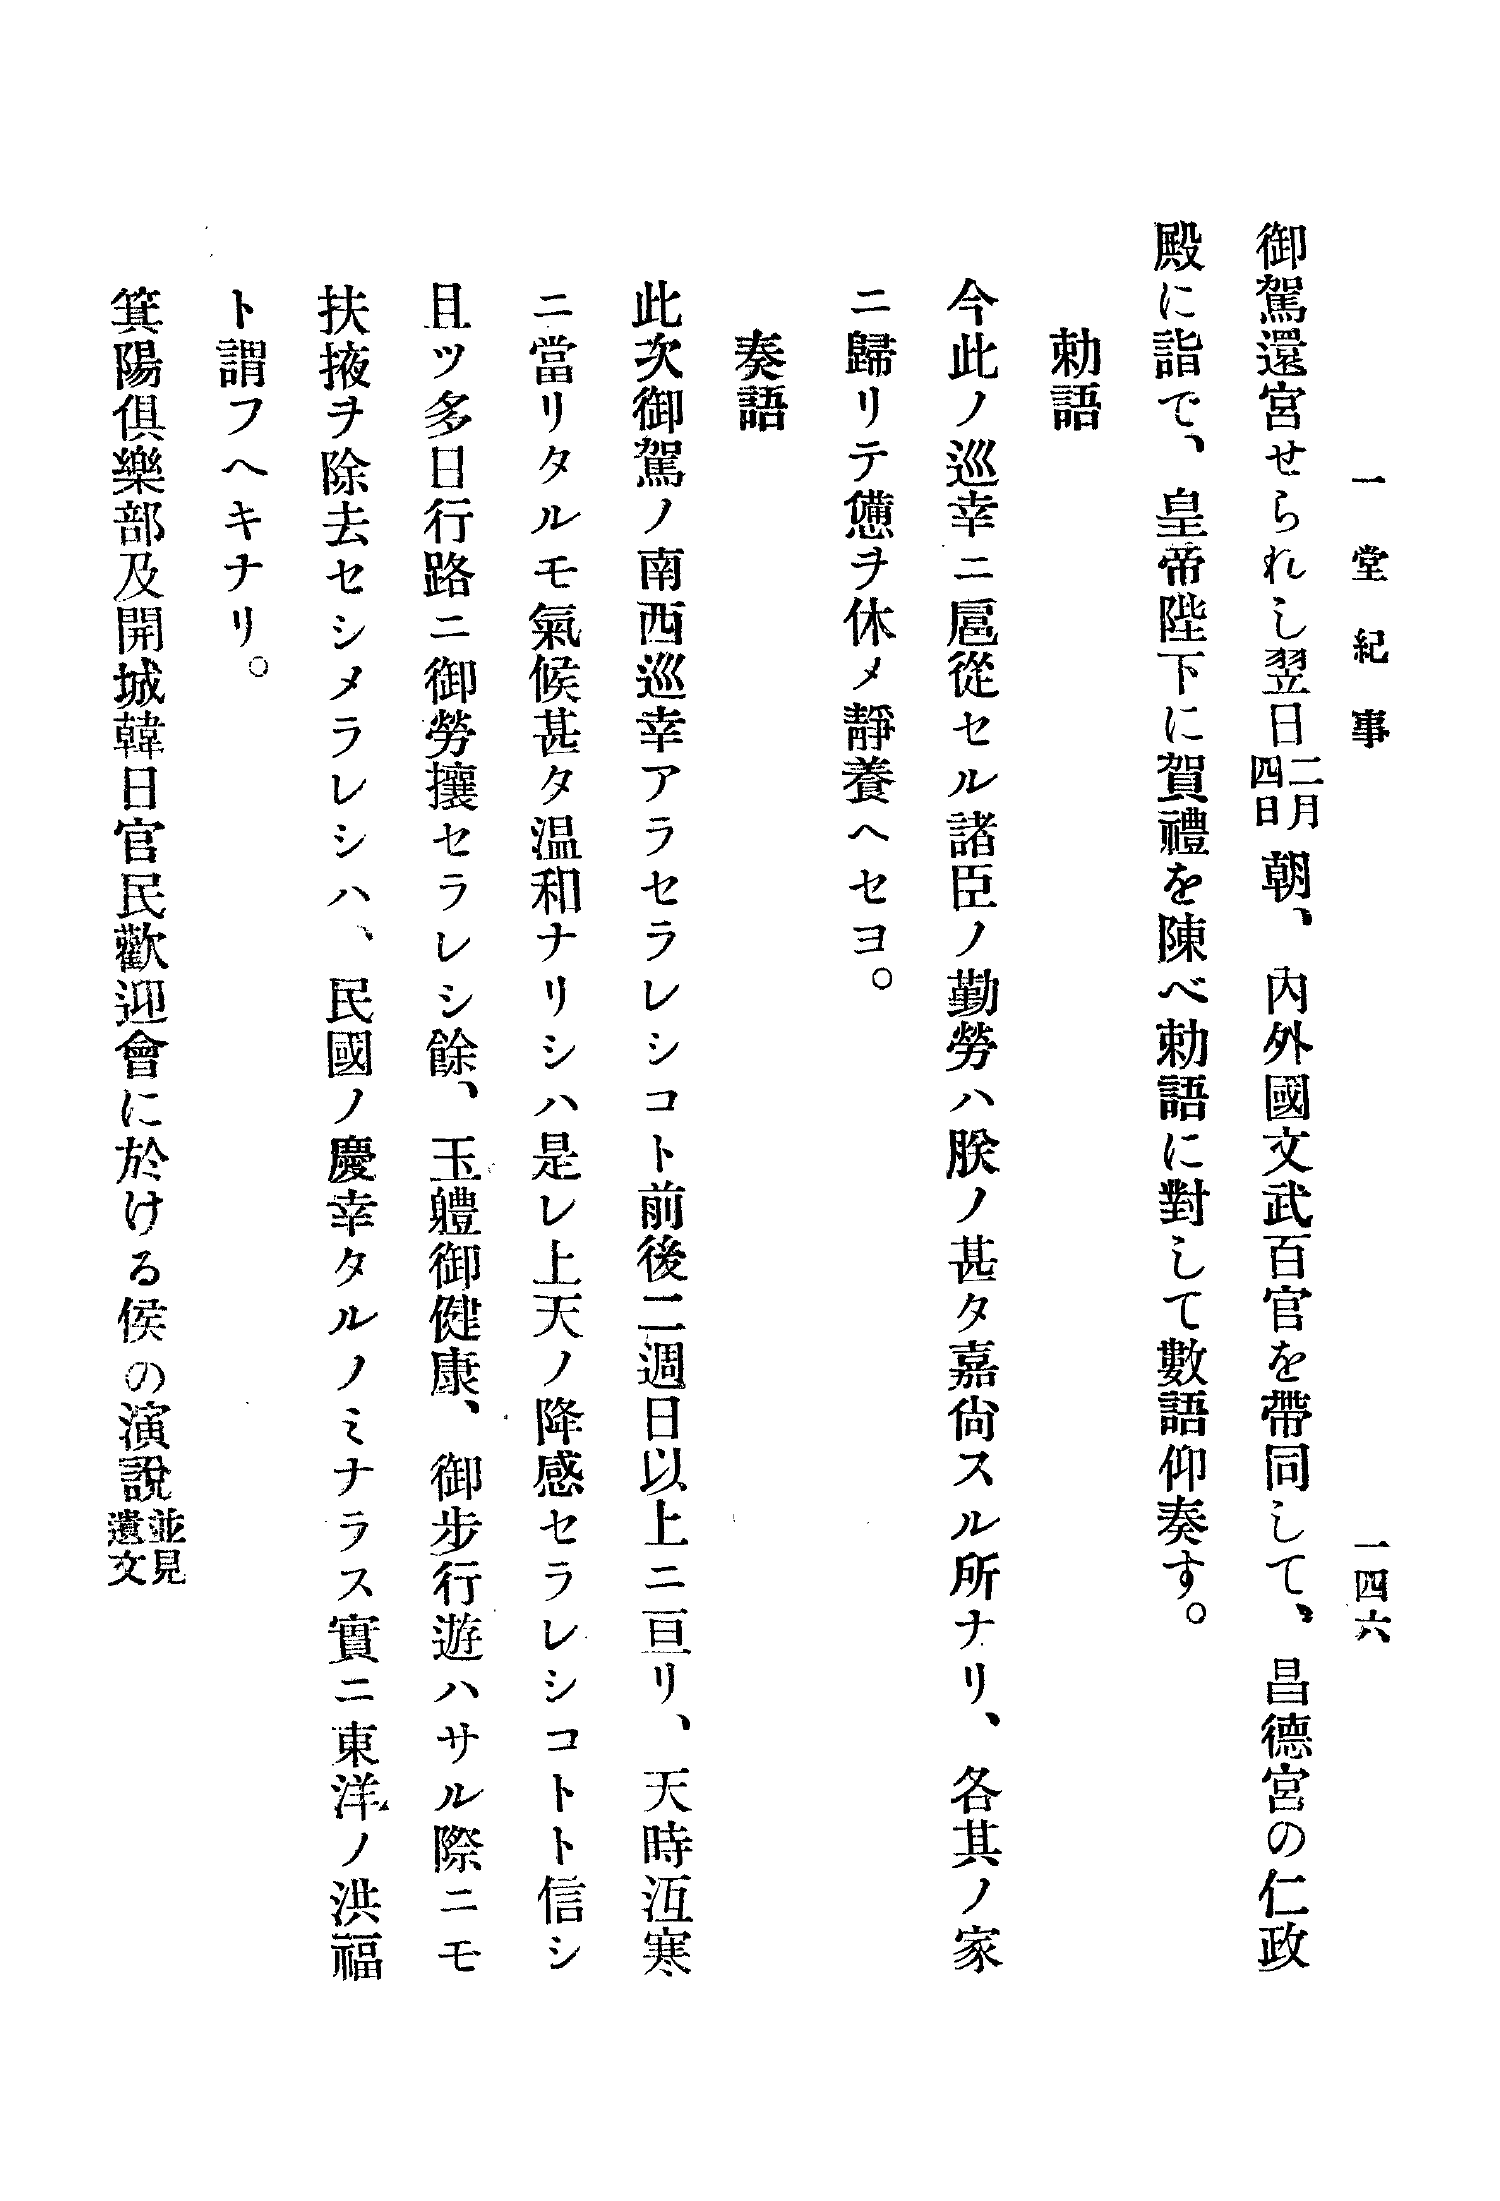 一堂紀事 一四六
御駕還宮せられし翌日二月四日朝、內外國文武百官を帶同して、昌德宮の仁政
殿に詣で、皇帝陛下に賀禮を陳べ勅語に對して數語仰奏す。
勅語
今此ノ巡幸ニ扈從セル諸臣ノ勤勞ハ朕ノ甚タ嘉尙スル所ナリ、各其ノ家
ニ歸リテ憊ヲ休メ靜養ヘセヨ。
奏語
此次御駕ノ南西巡幸アラセラレシコト前後二週日以上ニ亘リ、天時沍寒
ニ當リタルモ氣候甚タ温和ナリシハ是レ上天ノ降感セラレシコトト信シ
且ツ多日行路ニ御勞攘セラレシ餘、玉軆御健康、御步行遊ハサル際ニモ
扶掖ヲ除去セシメラレシハ、民國ノ慶幸タルノミナラス實ニ東洋ノ洪福
ト謂フヘキナリ。
箕陽俱樂部及開城韓日官民歡迎會に於ける侯の演說並見遺文